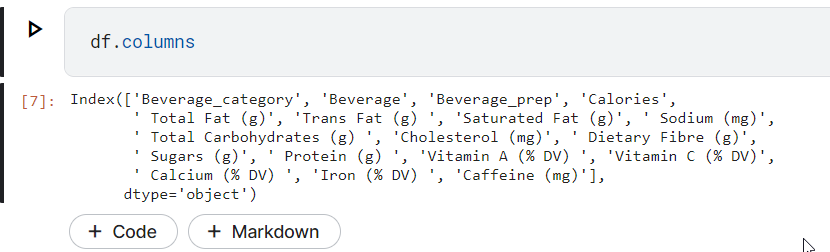 df.columns
[7]: Index(['Beverage_category', 'Beverage', 'Beverage_prep', 'Calories',
' Total Fat (g)', 'Trans Fat (g) ', 'Saturated Fat (g)', ' Sodium (mg)',
' Total Carbohydrates (g) ', 'Cholesterol (mg)', ' Dietary Fibre (g)',
' Sugars (g)', ' Protein (g) ', 'Vitamin A (% DV) ', 'Vitamin C (% DV)',
' Calcium (% DV) ', 'Iron (% DV) ', 'Caffeine (mg)'],
dtype='object')
+ Code + Markdown